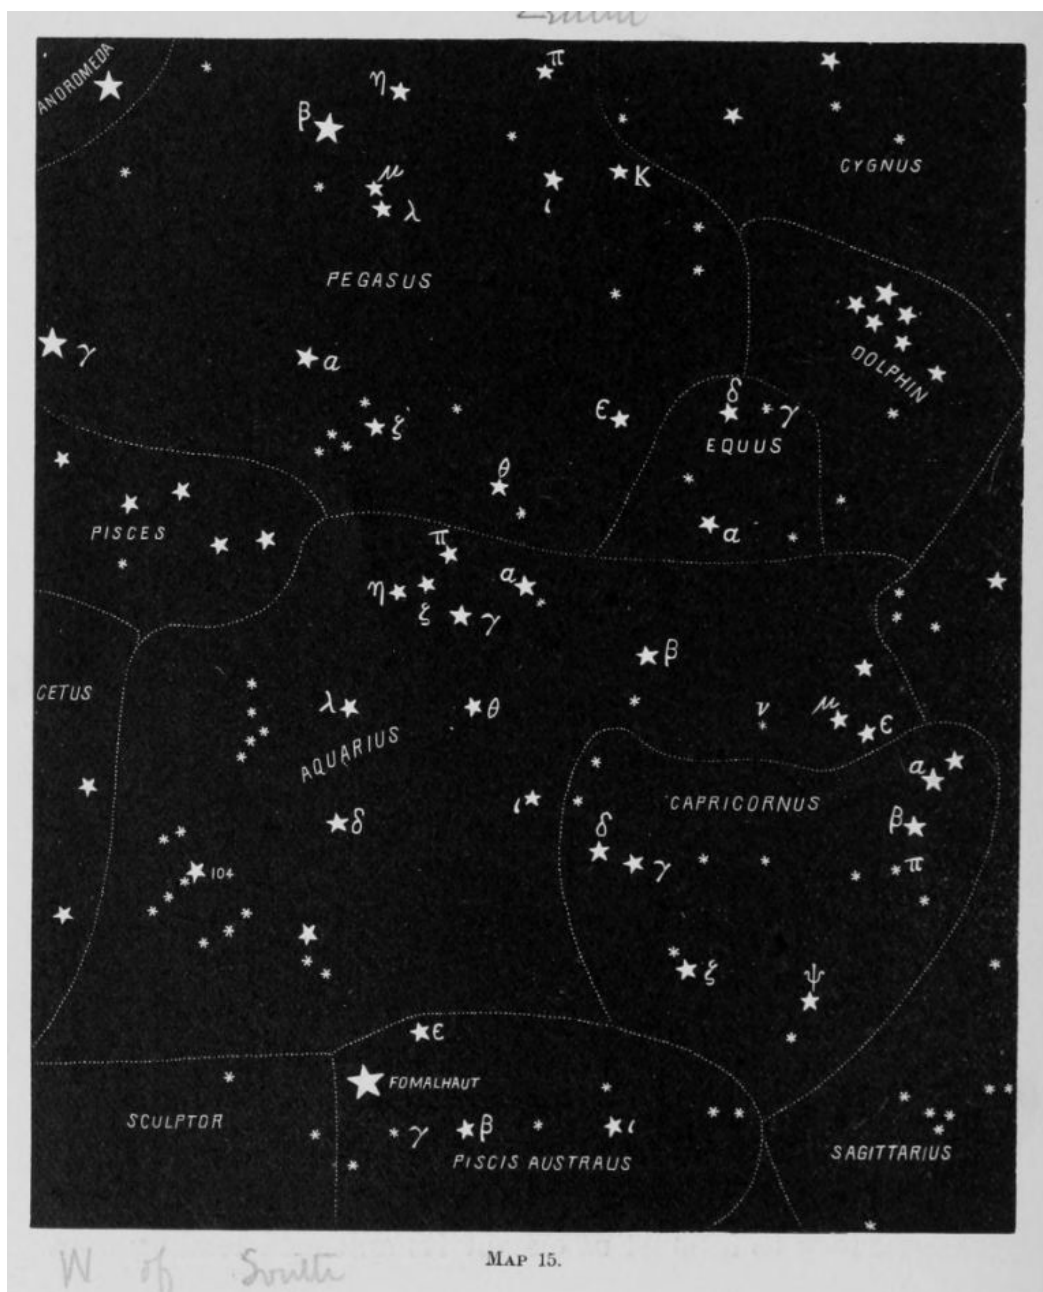 South
ANDROMEDA
π
η
β
CYGNUS
μ
K
λ
ι
PEGASUS
γ
α
DOLPHIN
δ
ε
γ
ζ
EQUUS
θ
PISCES
α
π
α
η
ζ
γ
β
CETUS
λ
θ
ν
μ
ε
AQUARIUS
α
CAPRICORNUS
ι
δ
δ
β
γ
π
104
ζ
ψ
ε
FOMALHAUT
SCULPTOR
γ
β
ι
PISCIS AUSTRAUS
SAGITTARIUS
MAP 15.
W of South